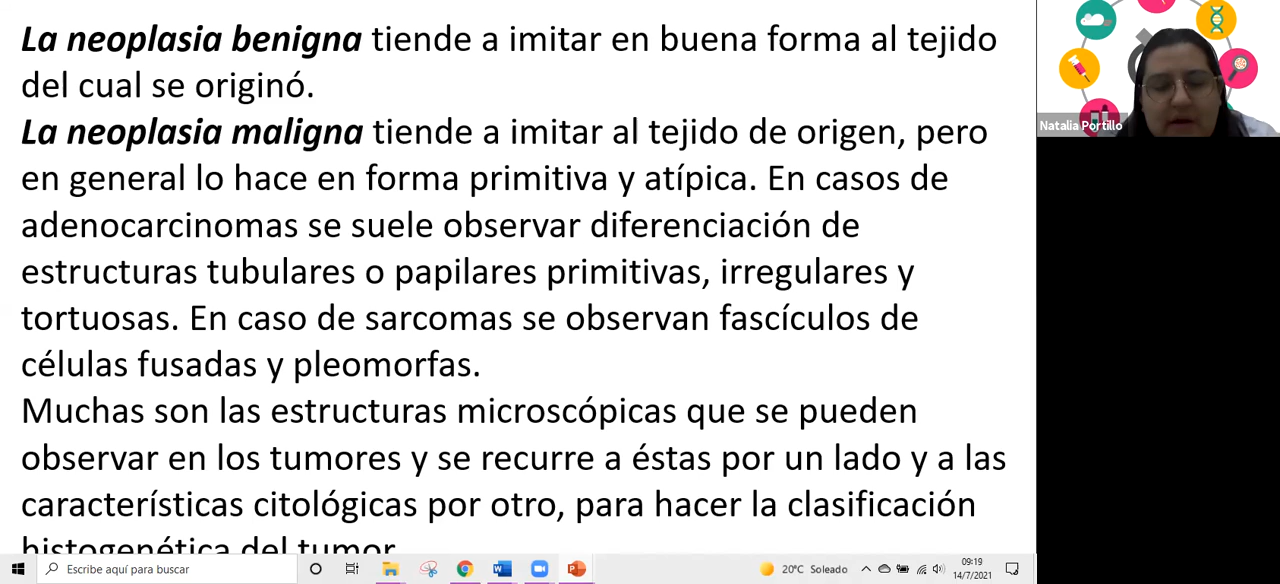 La neoplasia benigna tiende a imitar en buena forma al tejido
del cual se originó.
La neoplasia maligna tiende a imitar al tejido de origen, pero
en general lo hace en forma primitiva y atípica. En casos de
adenocarcinomas se suele observar diferenciación de
estructuras tubulares o papilares primitivas, irregulares y
tortuosas. En caso de sarcomas se observan fascículos de
células fusadas y pleomorfas.
Muchas son las estructuras microscópicas que se pueden
observar en los tumores y se recurre a éstas por un lado y a las
características citológicas por otro, para hacer la clasificación
histogenética del tumor
Natalia Portillo
Escribe aquí para buscar
20°C Soleado
09:19
14/7/2021